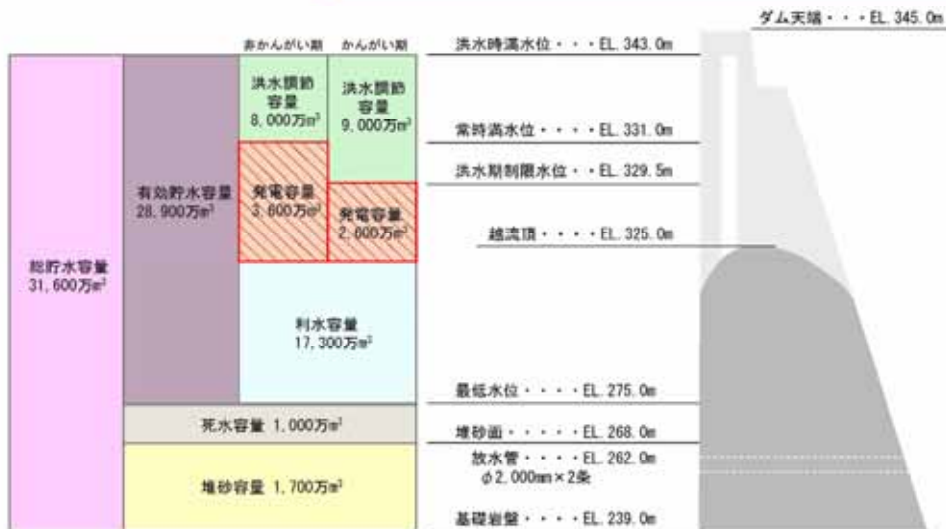 ダム天端・・・EL.345.0m
非かんがい期
かんがい期
洪水時満水位・・・EL.343.0m
洪水調節
容量
8,000万m³
洪水調節
容量
9,000万m³
常時満水位・・・・EL.331.0m
洪水期制限水位・・EL.329.5m
有効貯水容量
28,900万m³
発電容量
3,600万m³
発電容量
2,600万m³
越流頂・・・・EL.325.0m
総貯水容量
31,600万m³
利水容量
17,300万m³
最低水位・・・・EL.275.0m
死水容量 1,000万m³
堆砂面・・・・・EL.268.0m
放水管・・・・EL.262.0m
φ2,000mm×2条
堆砂容量 1,700万m³
基礎岩盤・・・・EL.239.0m